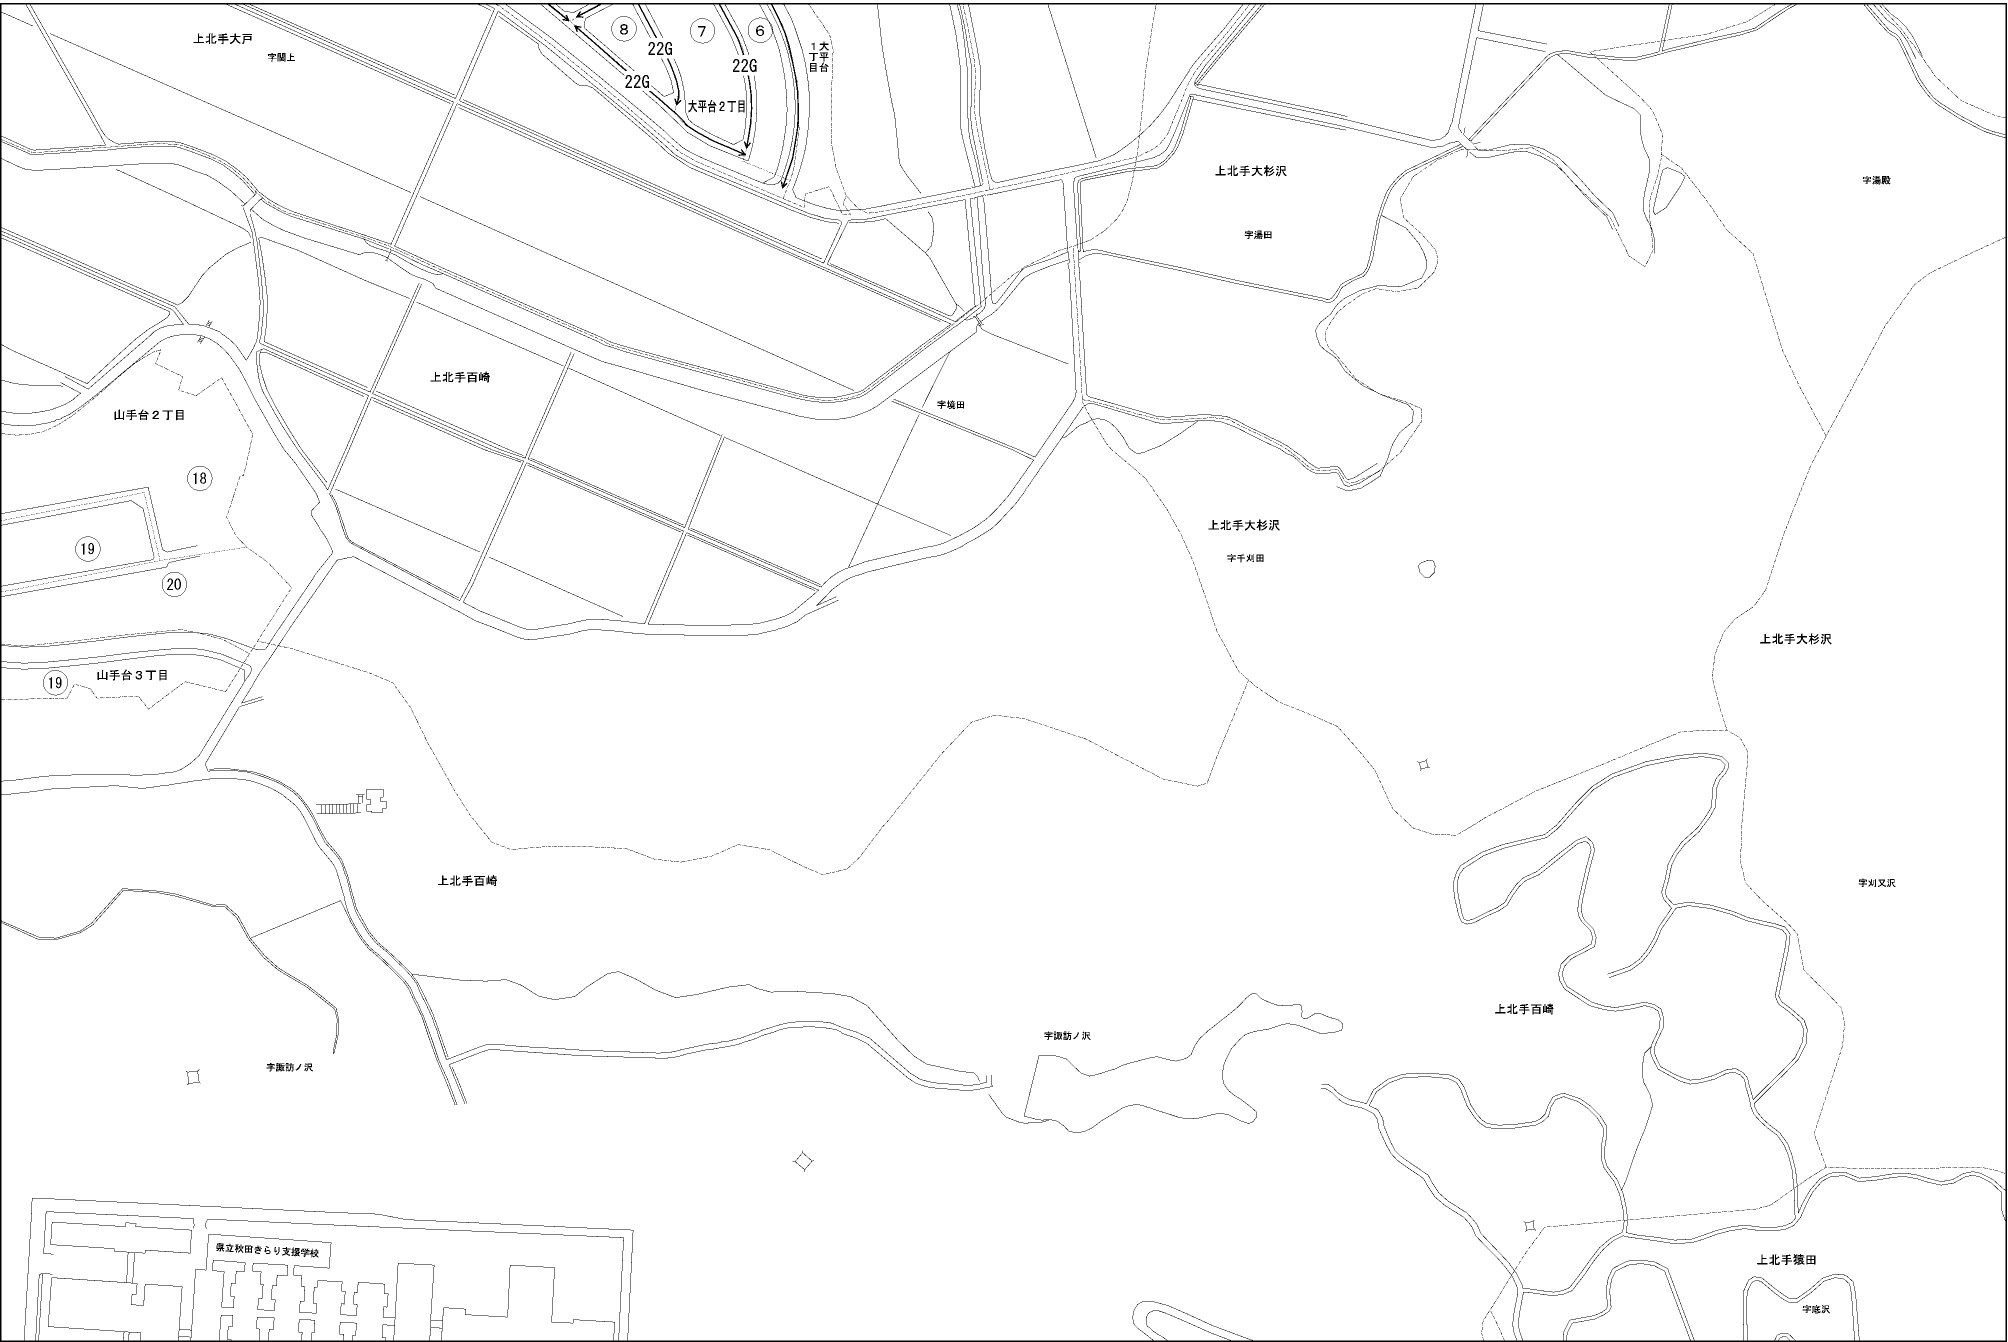 上北手大戸
字關上
8
7
6
大平台
1丁目
22G
22G
22G
大平台2丁目
上北手大杉沢
字湯殿
字湯田
上北手百崎
字境田
山手台2丁目
18
上北手大杉沢
字千刈田
19
20
上北手大杉沢
山手台3丁目
19
上北手百崎
字刈又沢
上北手百崎
字諏訪ノ沢
字諏訪ノ沢
県立秋田きらり支援学校
上北手猿田
字底沢